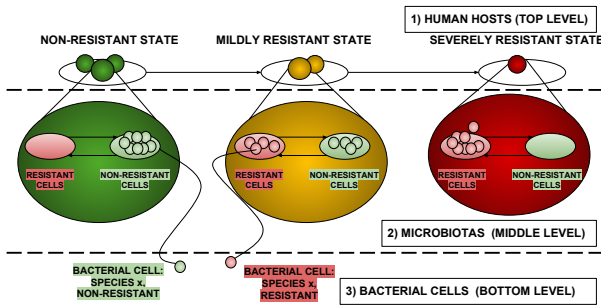 1) HUMAN HOSTS (TOP LEVEL)
NON-RESISTANT STATE
MILDLY RESISTANT STATE
SEVERELY RESISTANT STATE
RESISTANT
CELLS
NON-RESISTANT
CELLS
RESISTANT
CELLS
NON-RESISTANT
CELLS
RESISTANT
CELLS
NON-RESISTANT
CELLS
2) MICROBIOTAS (MIDDLE LEVEL)
BACTERIAL CELL:
SPECIES x,
NON-RESISTANT
BACTERIAL CELL:
SPECIES x,
RESISTANT
3) BACTERIAL CELLS (BOTTOM LEVEL)